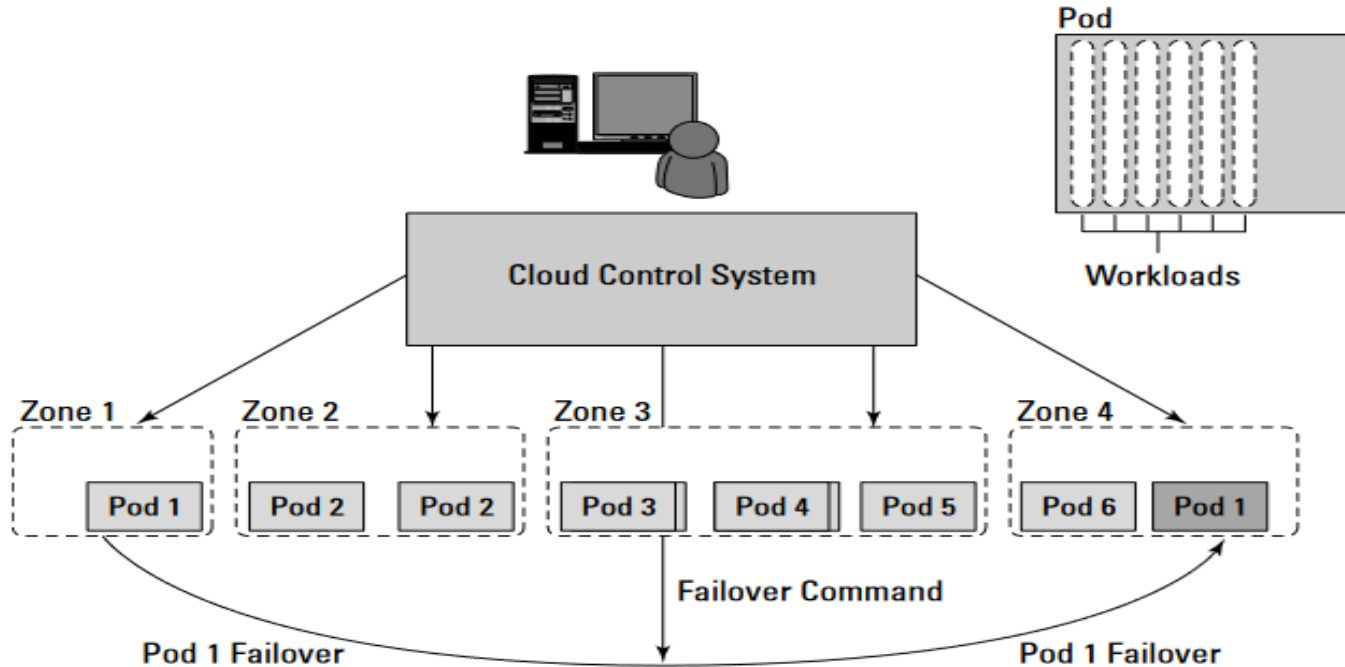 Pod
Workloads
Cloud Control System
Zone 1
Zone 2
Zone 3
Zone 4
Pod 1
Pod 2
Pod 2
Pod 3
Pod 4
Pod 5
Pod 6
Pod 1
Failover Command
Pod 1 Failover
Pod 1 Failover